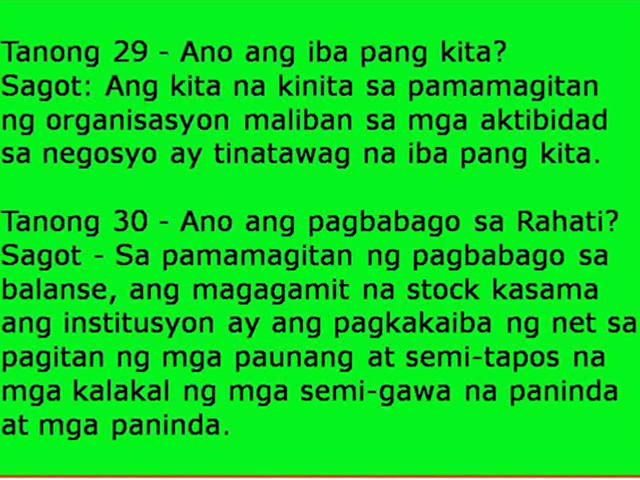 Tanong 29 - Ano ang iba pang kita?
Sagot: Ang kita na kinita sa pamamagitan
ng organisasyon maliban sa mga aktibidad
sa negosyo ay tinatawag na iba pang kita.
Tanong 30 - Ano ang pagbabago sa Rahati?
Sagot - Sa pamamagitan ng pagbabago sa
balanse, ang magagamit na stock kasama
ang institusyon ay ang pagkakaiba ng net sa
pagitan ng mga paunang at semi-tapos na
mga kalakal ng mga semi-gawa na paninda
at mga paninda.